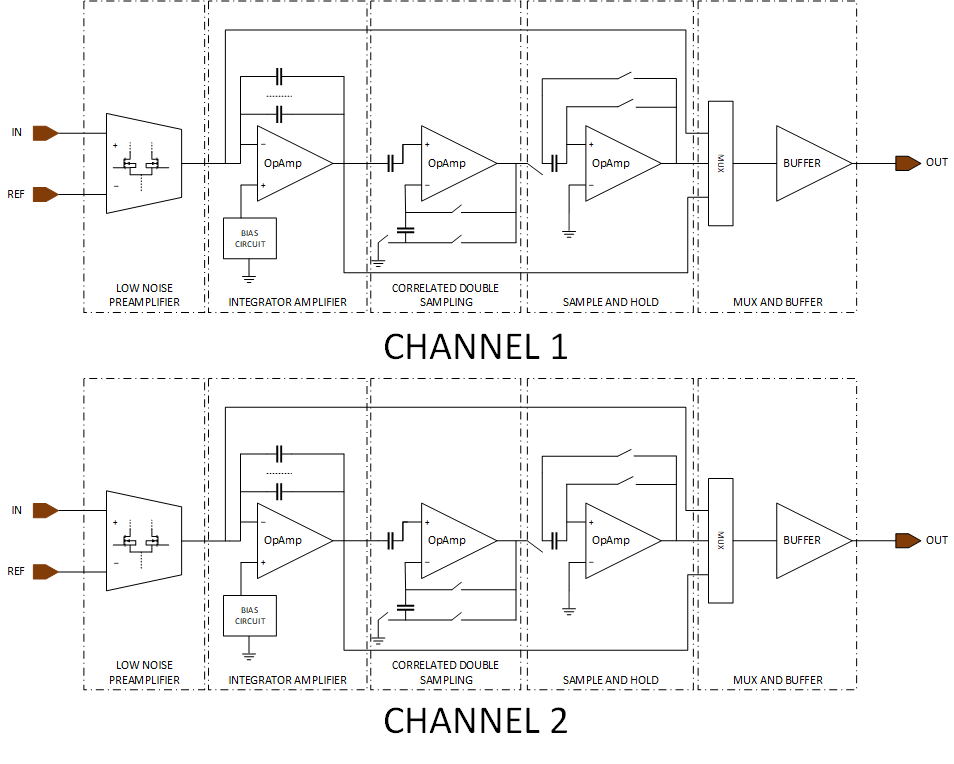 IN
REF
+
−
OpAmp
−
+
BIAS
CIRCUIT
OpAmp
+
−
OpAmp
+
−
MUX
BUFFER
OUT
LOW NOISE
PREAMPLIFIER
INTEGRATOR AMPLIFIER
CORRELATED DOUBLE
SAMPLING
SAMPLE AND HOLD
MUX AND BUFFER
CHANNEL 1
IN
REF
+
−
OpAmp
−
+
BIAS
CIRCUIT
OpAmp
+
−
OpAmp
+
−
MUX
BUFFER
OUT
LOW NOISE
PREAMPLIFIER
INTEGRATOR AMPLIFIER
CORRELATED DOUBLE
SAMPLING
SAMPLE AND HOLD
MUX AND BUFFER
CHANNEL 2